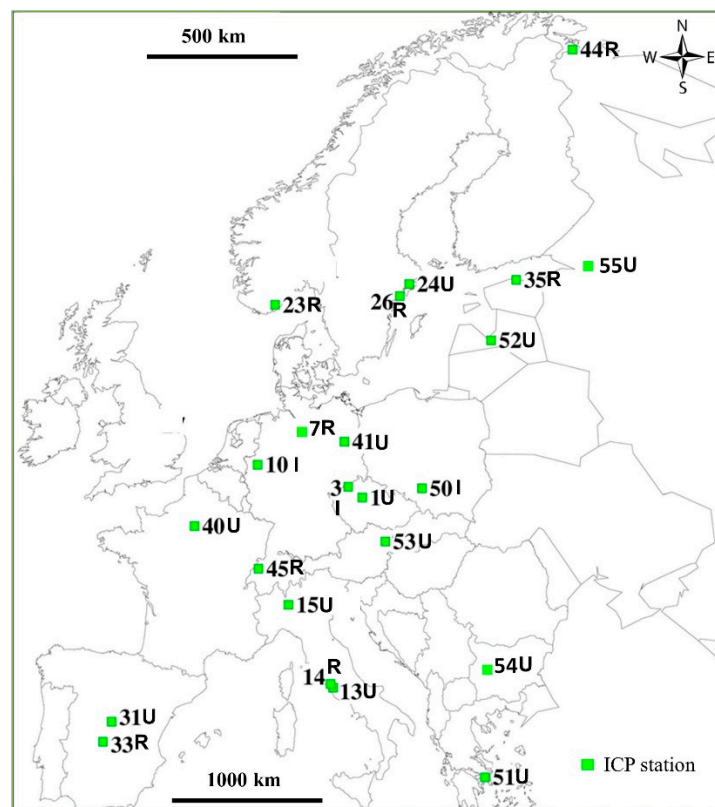 500 km
N
W E
S
44R
55U
24U
35R
26
R
23R
52U
7R
41U
10 I
3
I
1U
50 I
40U
53U
45R
15U
54U
14R
13U
31U
33R
51U
ICP station
1000 km